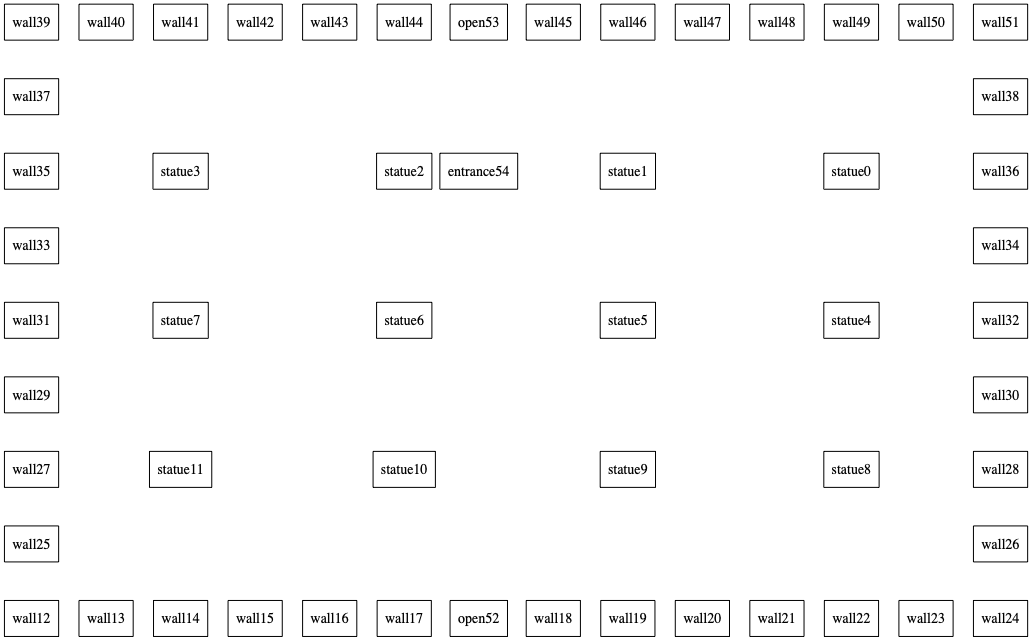 wall39 wall40 wall41 wall42 wall43 wall44 open53 wall45 wall46 wall47 wall48 wall49 wall50 wall51
wall37 wall38
wall35 statue3 statue2 entrance54 statue1 statue0 wall36
wall33 wall34
wall31 statue7 statue6 statue5 statue4 wall32
wall29 wall30
wall27 statue11 statue10 statue9 statue8 wall28
wall25 wall26
wall12 wall13 wall14 wall15 wall16 wall17 open52 wall18 wall19 wall20 wall21 wall22 wall23 wall24